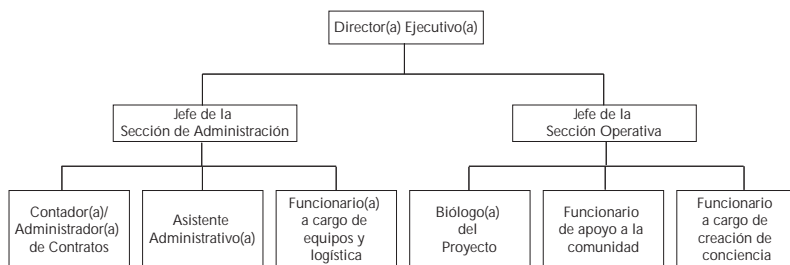 Director(a) Ejecutivo(a)
Jefe de la
Sección de Administración
Jefe de la
Sección Operativa
Contador(a)/
Administrador(a)
de Contratos
Asistente
Administrativo(a)
Funcionario(a)
a cargo de
equipos y
logística
Biólogo(a)
del
Proyecto
Funcionario
de apoyo a la
comunidad
Funcionario
a cargo de
creación de
conciencia